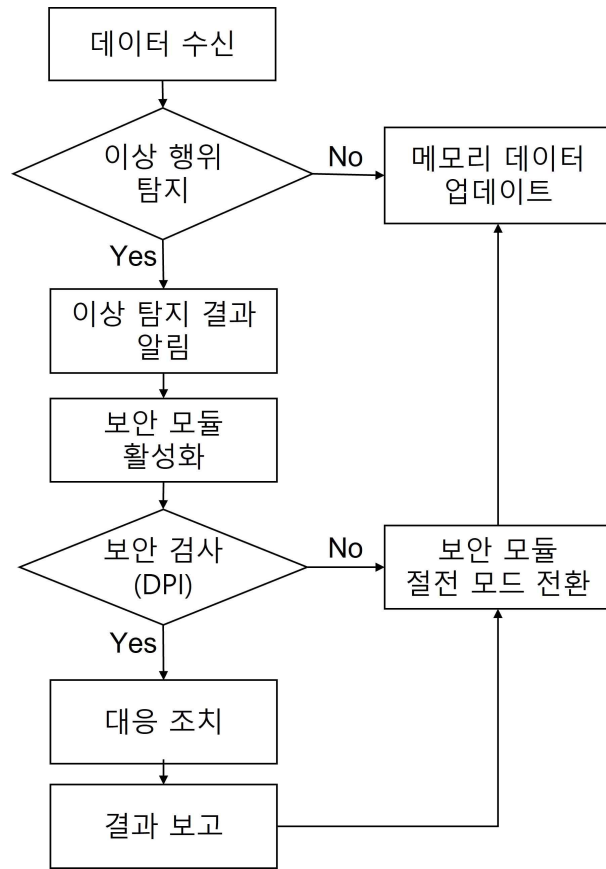 데이터 수신
이상 행위
탐지
No
메모리 데이터
업데이트
Yes
이상 탐지 결과
알림
보안 모듈
활성화
보안 검사
(DPI)
No
보안 모듈
절전 모드 전환
Yes
대응 조치
결과 보고